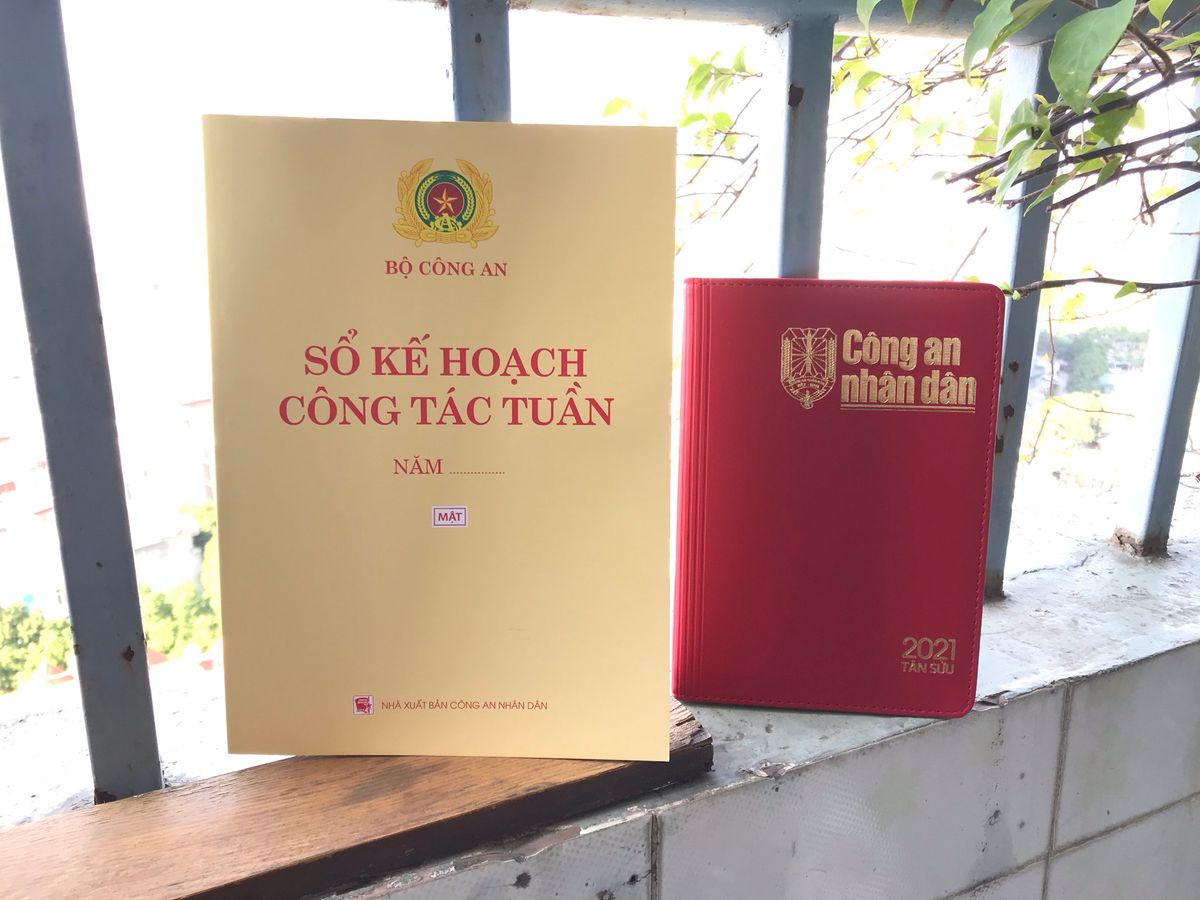 BỘ CÔNG AN
SỔ KẾ HOẠCH
CÔNG TÁC TUẦN
NĂM ................
MẬT
NHÀ XUẤT BẢN CÔNG AN NHÂN DÂN
Công an
nhân dân
2021
TÂN SỬU